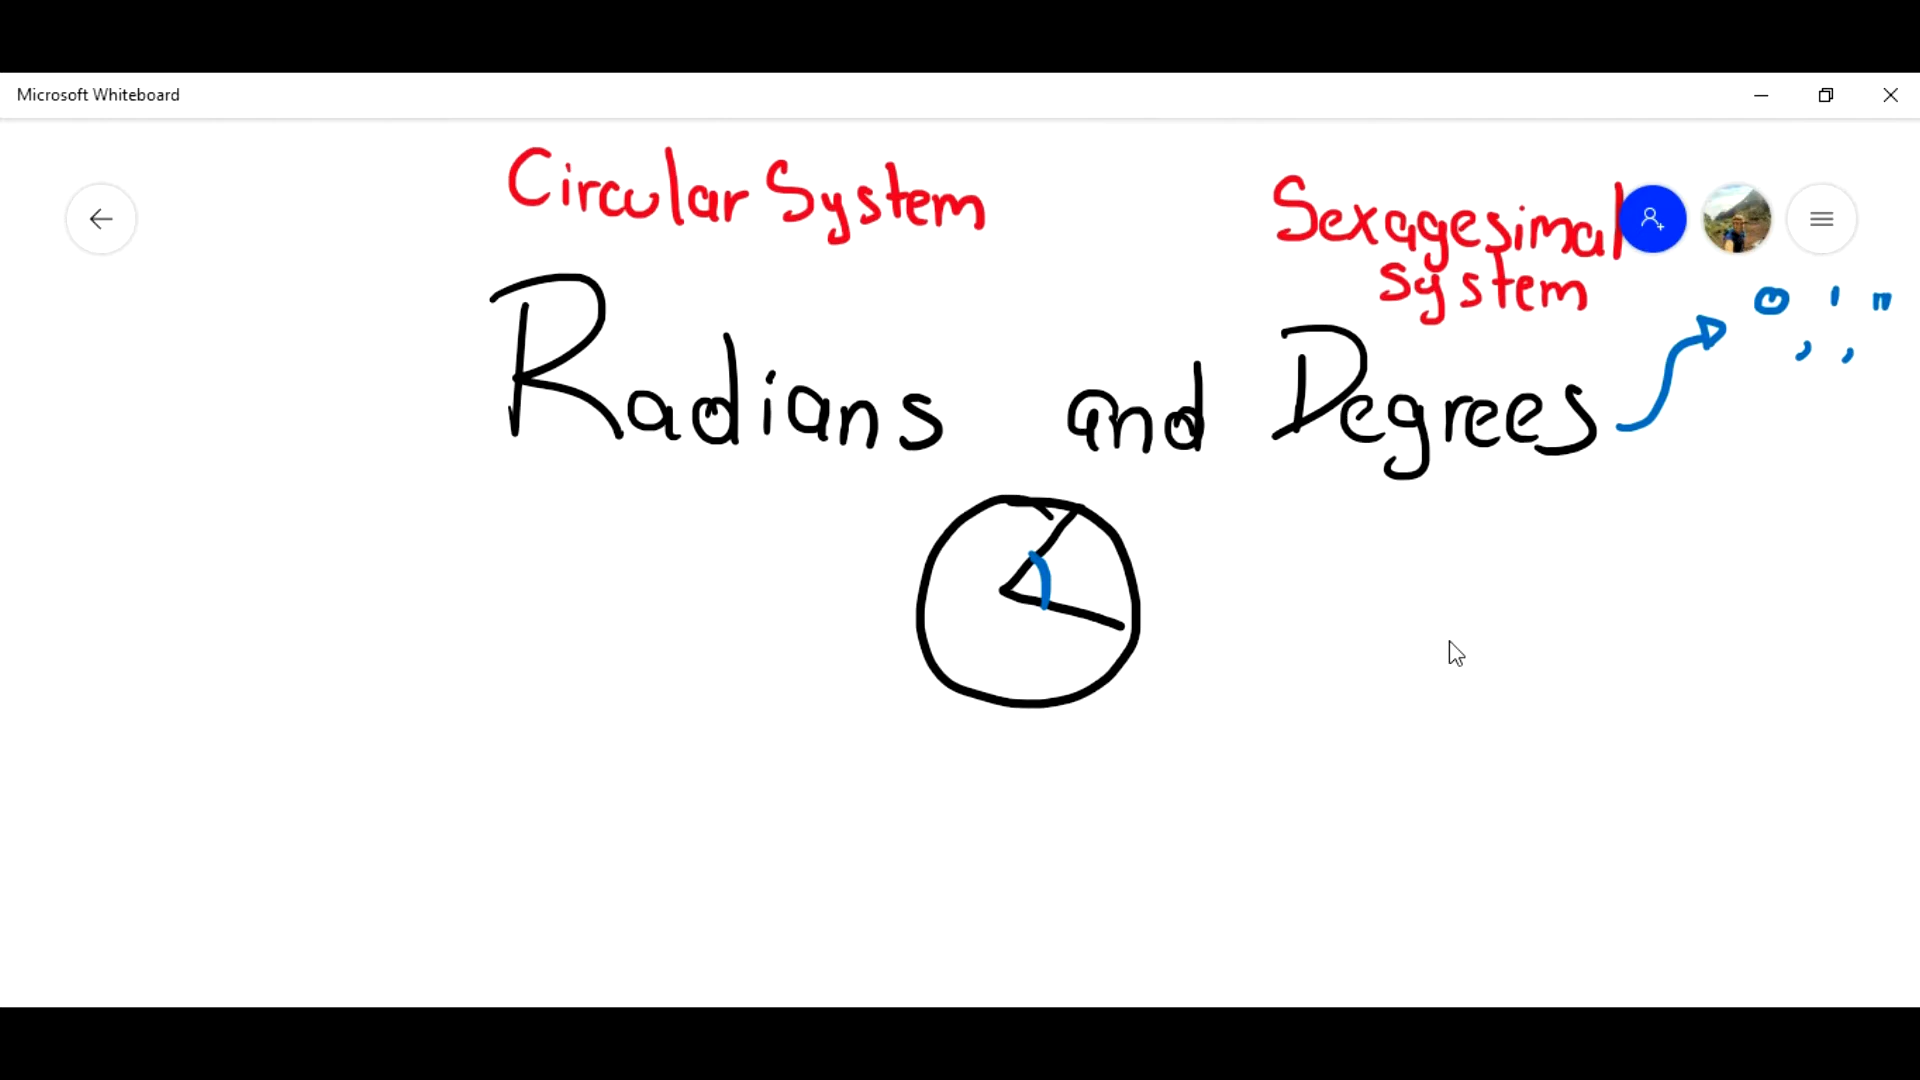 Microsoft Whiteboard
Circular System
Sexagesimal
system
° ' "
, ,
Radians and Degrees